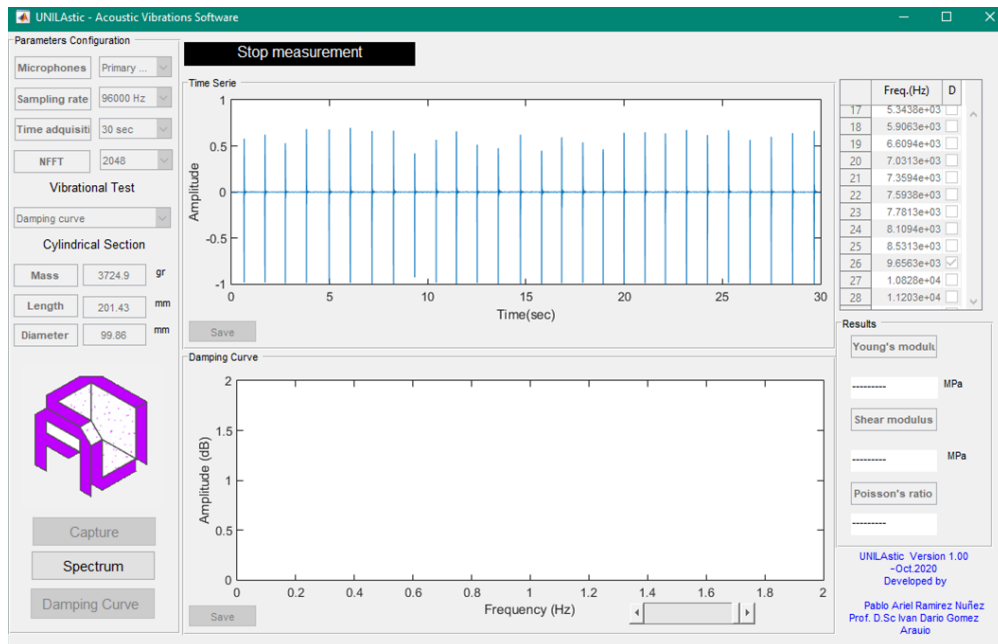 UNILAstic - Acoustic Vibrations Software
Parameters Configuration
Microphones
Primary ...
Sampling rate
96000 Hz
Time adquisiti
30 sec
NFFT
2048
Vibrational Test
Damping curve
Cylindrical Section
Mass
3724.9
gr
Length
201.43
mm
Diameter
99.86
mm
Capture
Spectrum
Damping Curve
Stop measurement
Time Serie
1
0.5
0
-0.5
-1
Amplitude
0 5 10 15 20 25 30
Time(sec)
Save
Damping Curve
2
1.5
1
0.5
0
Amplitude (dB)
0 0.2 0.4 0.6 0.8 1 1.2 1.4 1.6 1.8 2
Frequency (Hz)
Save
Freq.(Hz) D
17 5.3438e+03
18 5.9063e+03
19 6.6094e+03
20 7.0313e+03
21 7.3594e+03
22 7.5938e+03
23 7.7813e+03
24 8.1094e+03
25 8.5313e+03
26 9.6563e+03
27 1.0828e+04
28 1.1203e+04
Results
Young's modulu
---------
MPa
Shear modulus
---------
MPa
Poisson's ratio
---------
UNILAstic Version 1.00
-Oct.2020
Developed by
Pablo Ariel Ramirez Nuñez
Prof. D.Sc Ivan Dario Gomez
Araujo